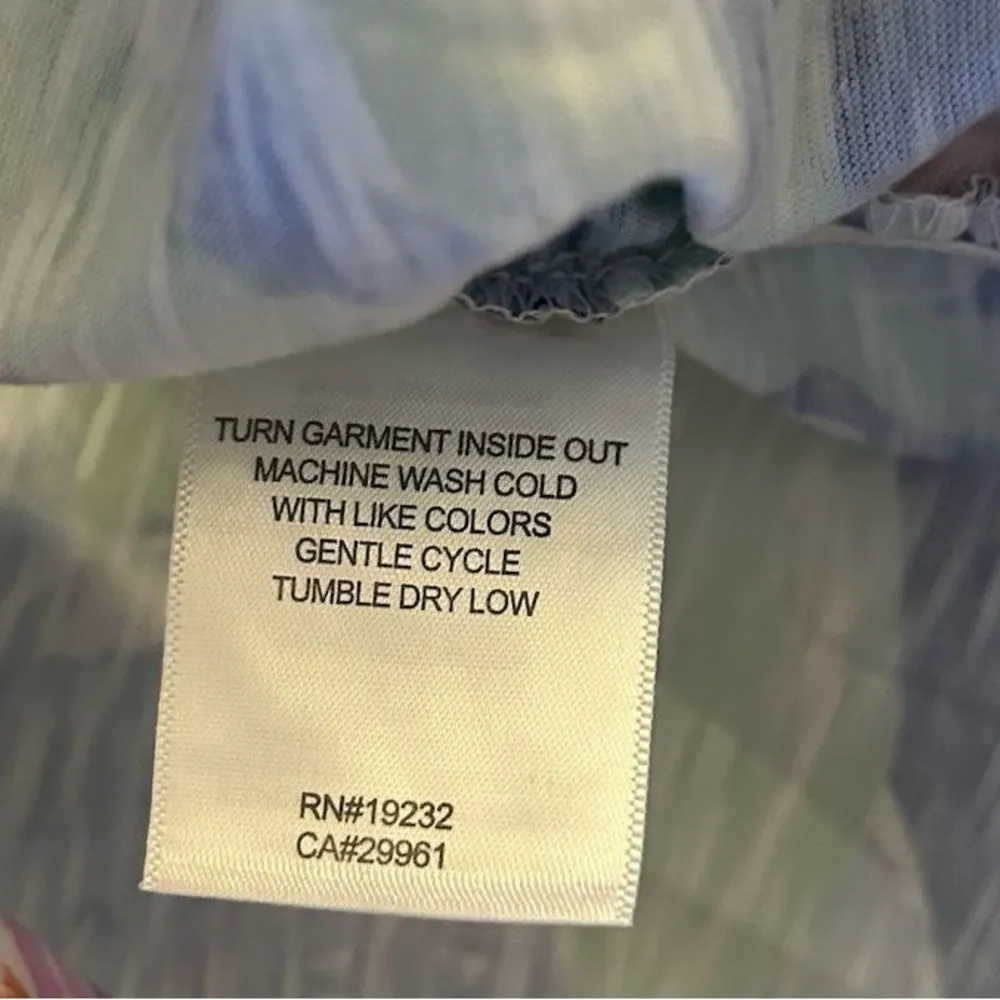 TURN GARMENT INSIDE OUT
MACHINE WASH COLD
WITH LIKE COLORS
GENTLE CYCLE
TUMBLE DRY LOW
RN#19232
CA#29961